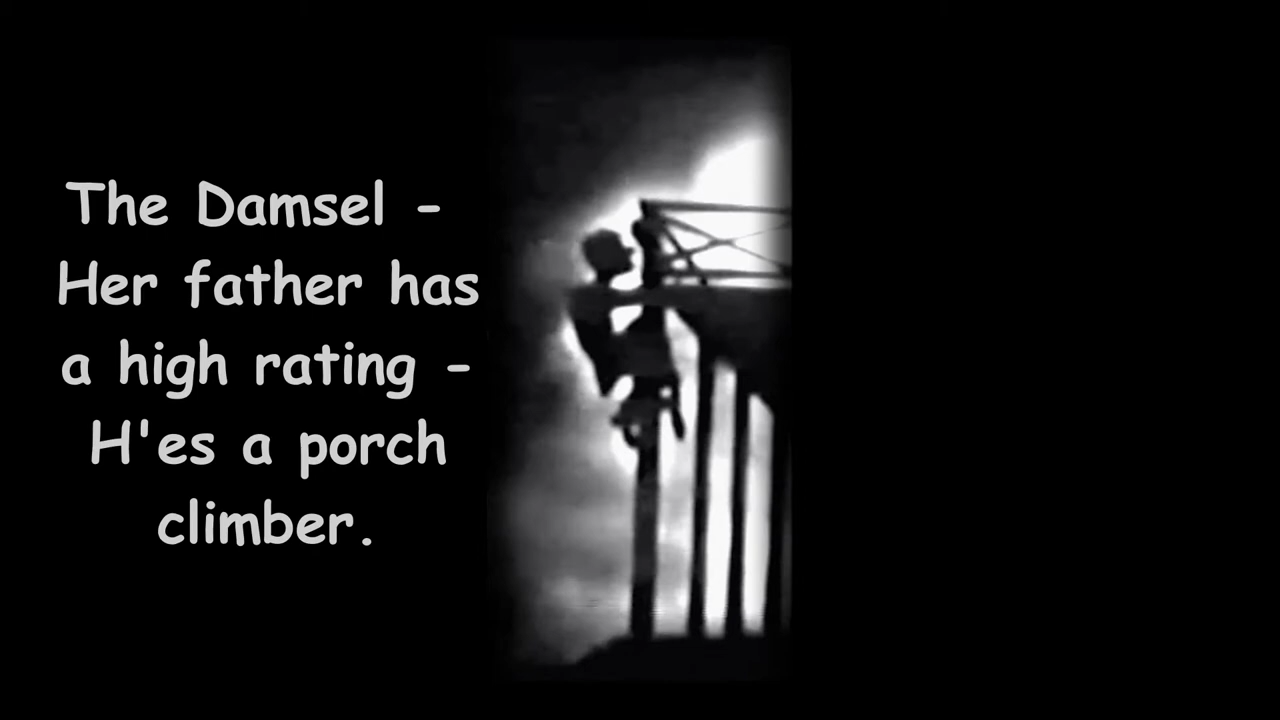 The Damsel -
Her father has
a high rating -
H'es a porch
climber.